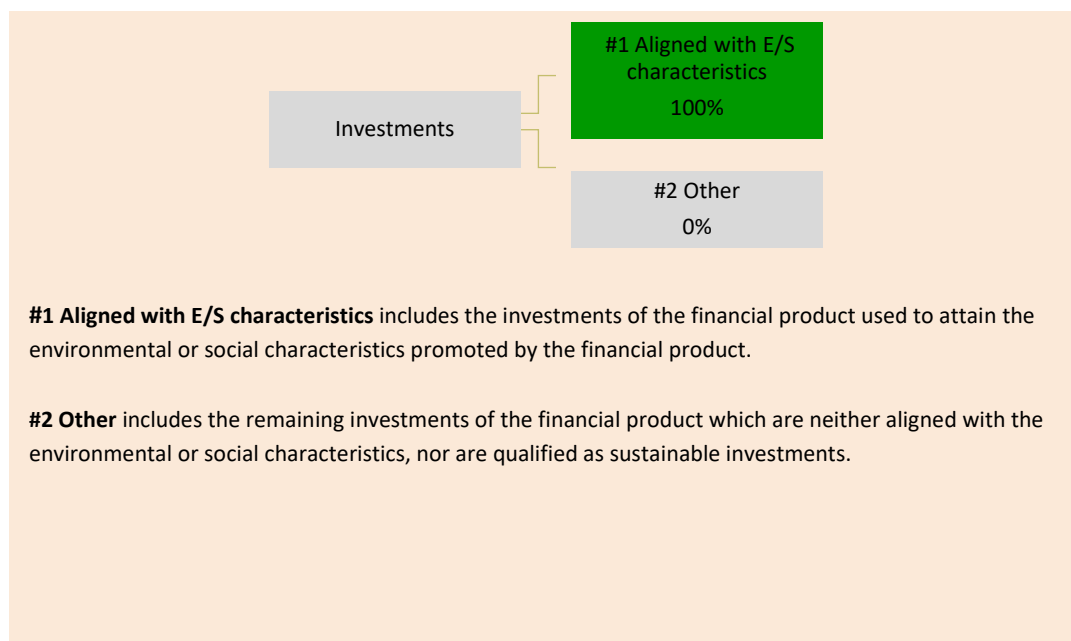 #1 Aligned with E/S
characteristics
100%
Investments
#2 Other
0%
#1 Aligned with E/S characteristics includes the investments of the financial product used to attain the
environmental or social characteristics promoted by the financial product.
#2 Other includes the remaining investments of the financial product which are neither aligned with the
environmental or social characteristics, nor are qualified as sustainable investments.